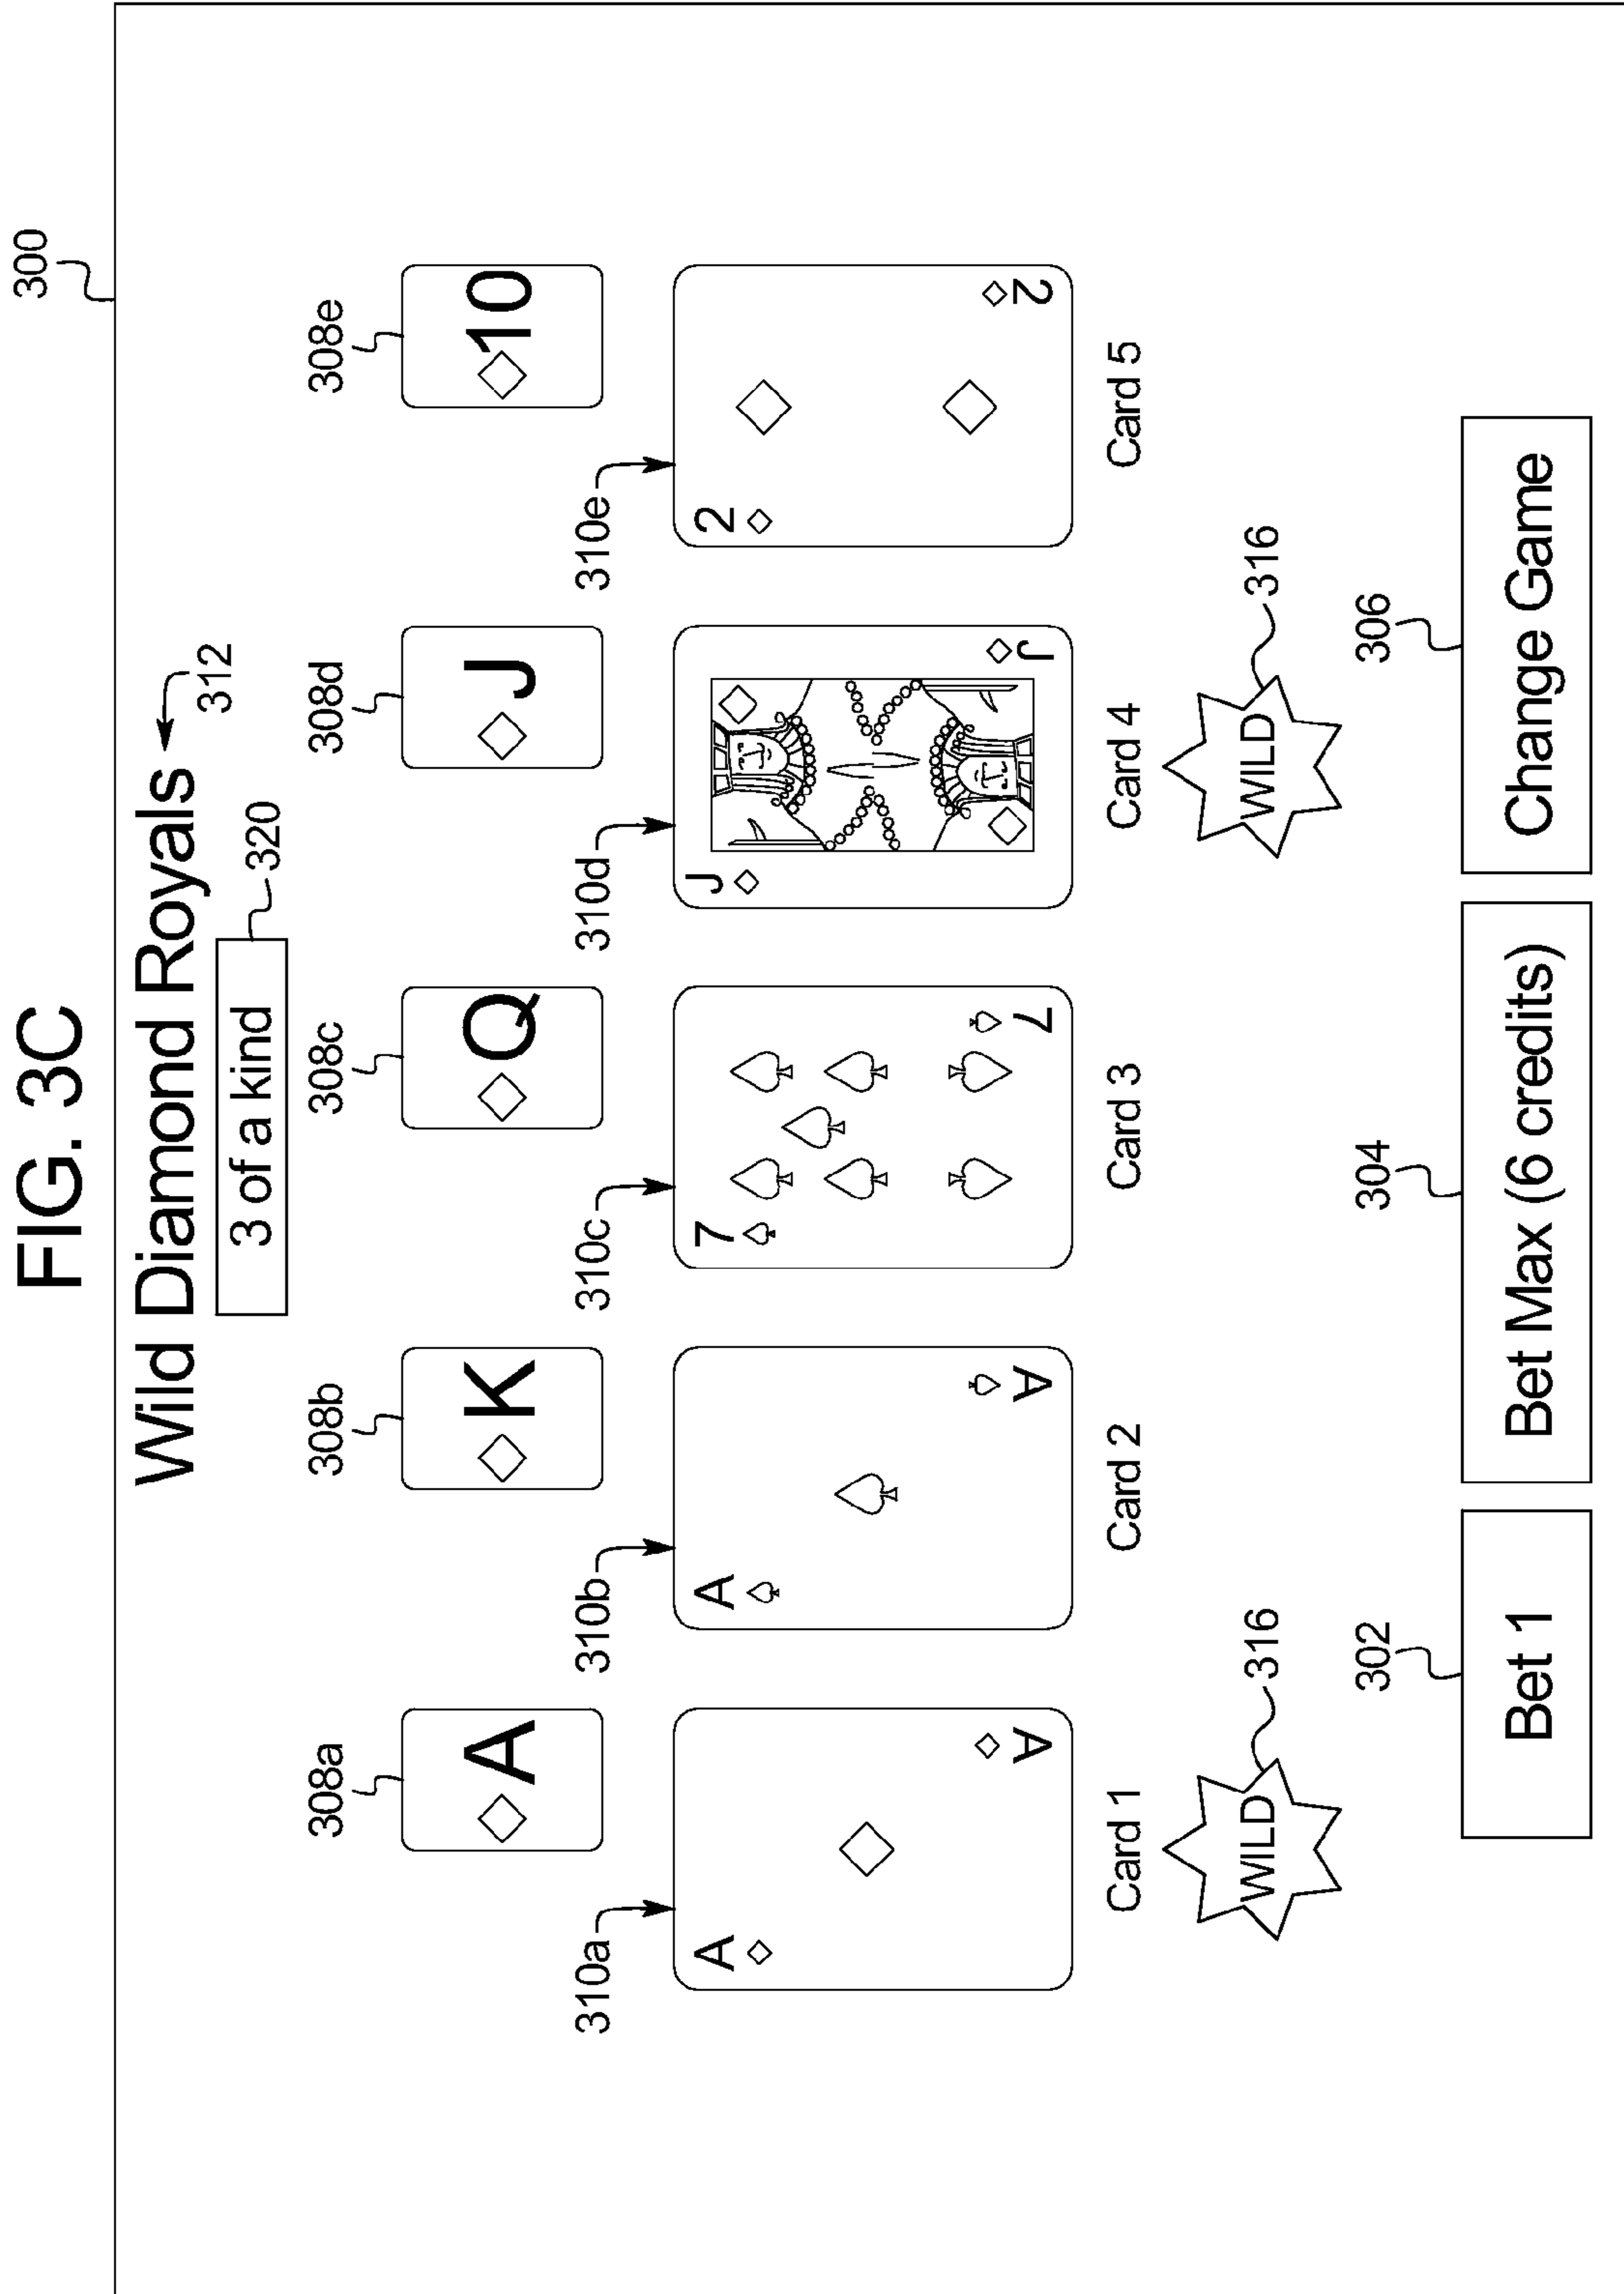 FIG. 3C
300
Wild Diamond Royals
312
3 of a kind
320
308a
308b
308c
308d
308e
A
K
Q
J
10
310a
310b
310c
310d
310e
A
A
7
J
2
A
A
7
J
2
Card 1
Card 2
Card 3
Card 4
Card 5
WILD
316
WILD
316
302
304
306
Bet 1
Bet Max (6 credits)
Change Game